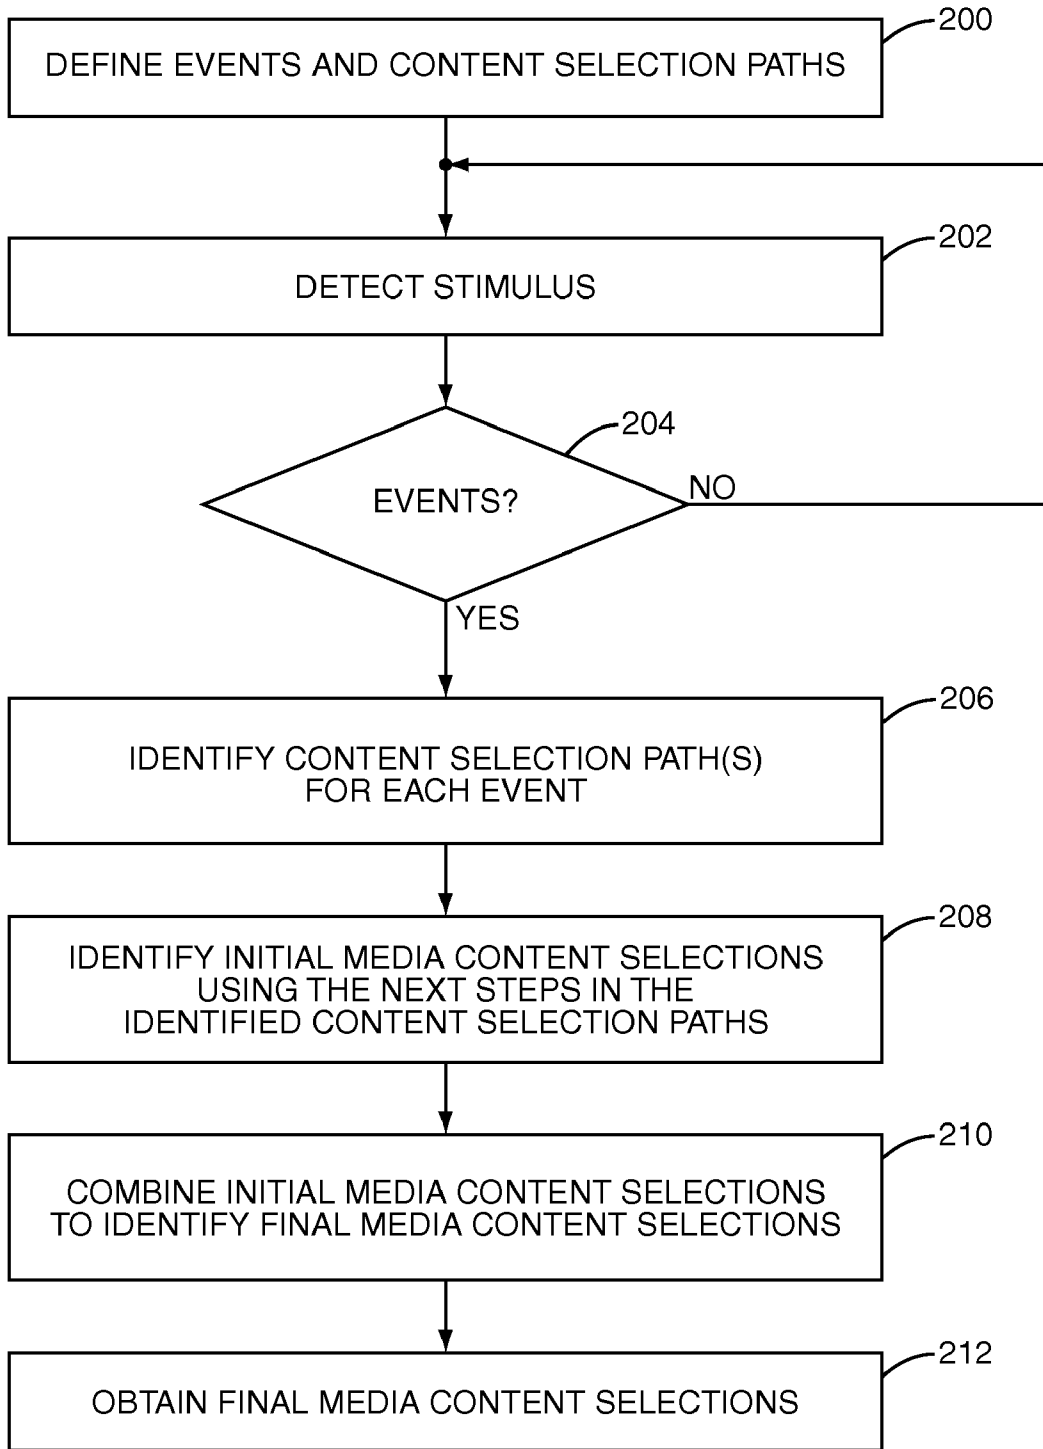 200
DEFINE EVENTS AND CONTENT SELECTION PATHS
202
DETECT STIMULUS
204
EVENTS?
NO
YES
206
IDENTIFY CONTENT SELECTION PATH(S)
FOR EACH EVENT
208
IDENTIFY INITIAL MEDIA CONTENT SELECTIONS
USING THE NEXT STEPS IN THE
IDENTIFIED CONTENT SELECTION PATHS
210
COMBINE INITIAL MEDIA CONTENT SELECTIONS
TO IDENTIFY FINAL MEDIA CONTENT SELECTIONS
212
OBTAIN FINAL MEDIA CONTENT SELECTIONS